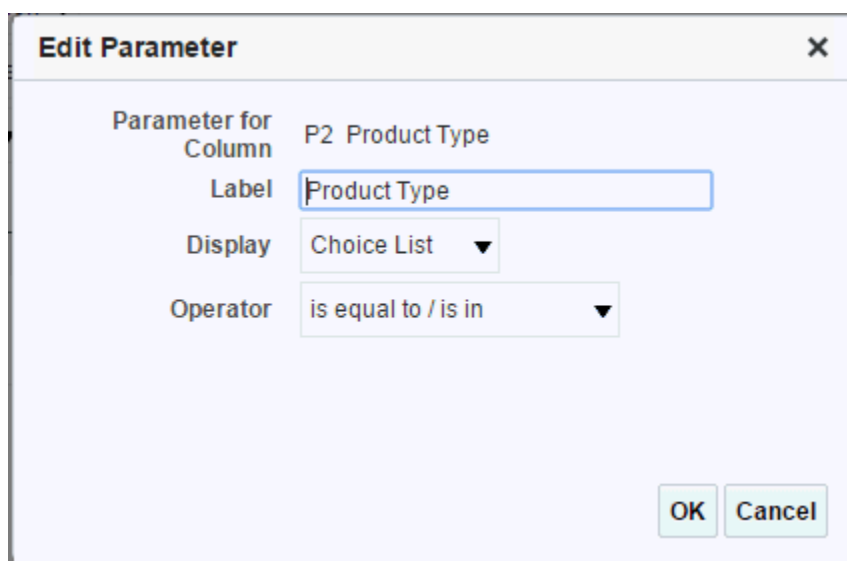 Edit Parameter
Parameter for
Column
P2 Product Type
Label
Product Type
Display
Choice List
Operator
is equal to / is in
OK
Cancel